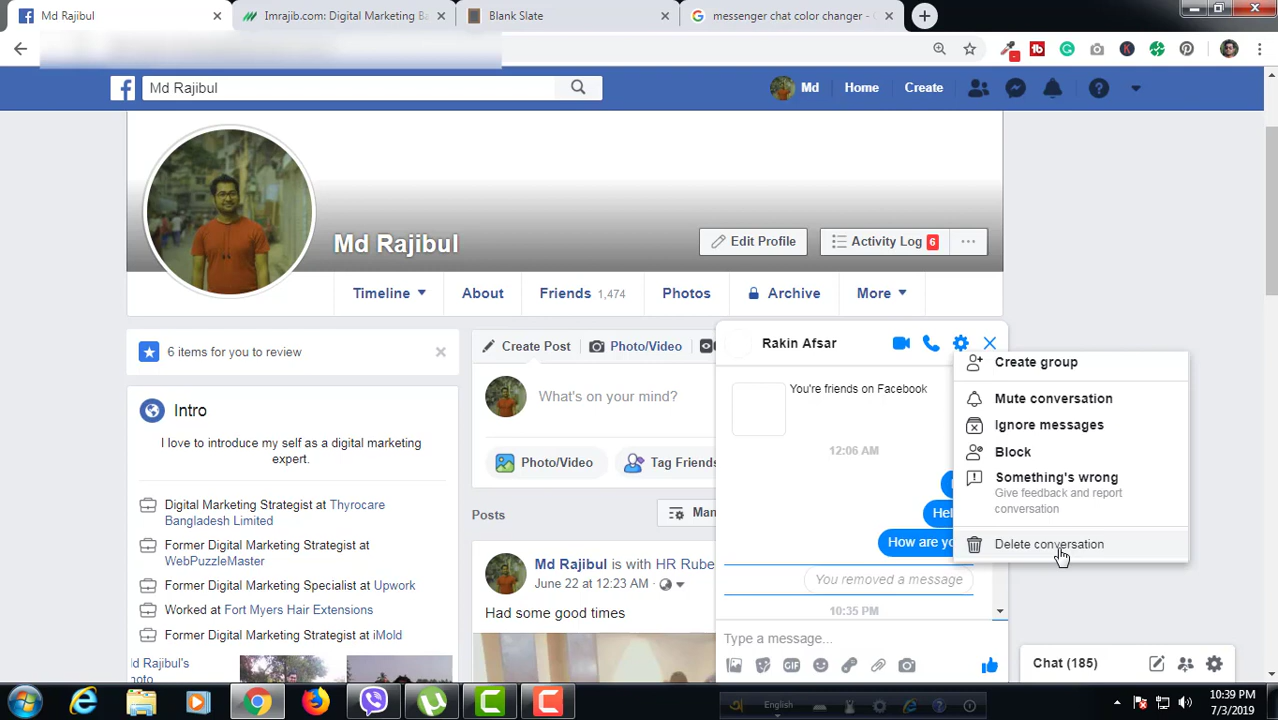 Md Rajibul
Imrajib.com: Digital Marketing
Blank Slate
messenger chat color changer -
Md Rajibul
Md
Home
Create
Md Rajibul
Edit Profile
Activity Log 6
Timeline
About
Friends 1,474
Photos
Archive
More
6 items for you to review
Intro
I love to introduce my self as a digital marketing
expert.
Digital Marketing Strategist at Thyrocare
Bangladesh Limited
Former Digital Marketing Strategist at
WebPuzzleMaster
Former Digital Marketing Specialist at Upwork
Worked at Fort Myers Hair Extensions
Former Digital Marketing Strategist at iMold
Create Post
Photo/Video
What's on your mind?
Photo/Video
Tag Friends
Posts
Md Rajibul is with HR Rube
June 22 at 12:23 AM
Had some good times
Rakin Afsar
You're friends on Facebook
12:06 AM
How are yo
You removed a message
10:35 PM
Type a message...
GIF
Create group
Mute conversation
Ignore messages
Block
Something's wrong
Give feedback and report
conversation
Delete conversation
Chat (185)
English
10:39 PM
7/3/2019